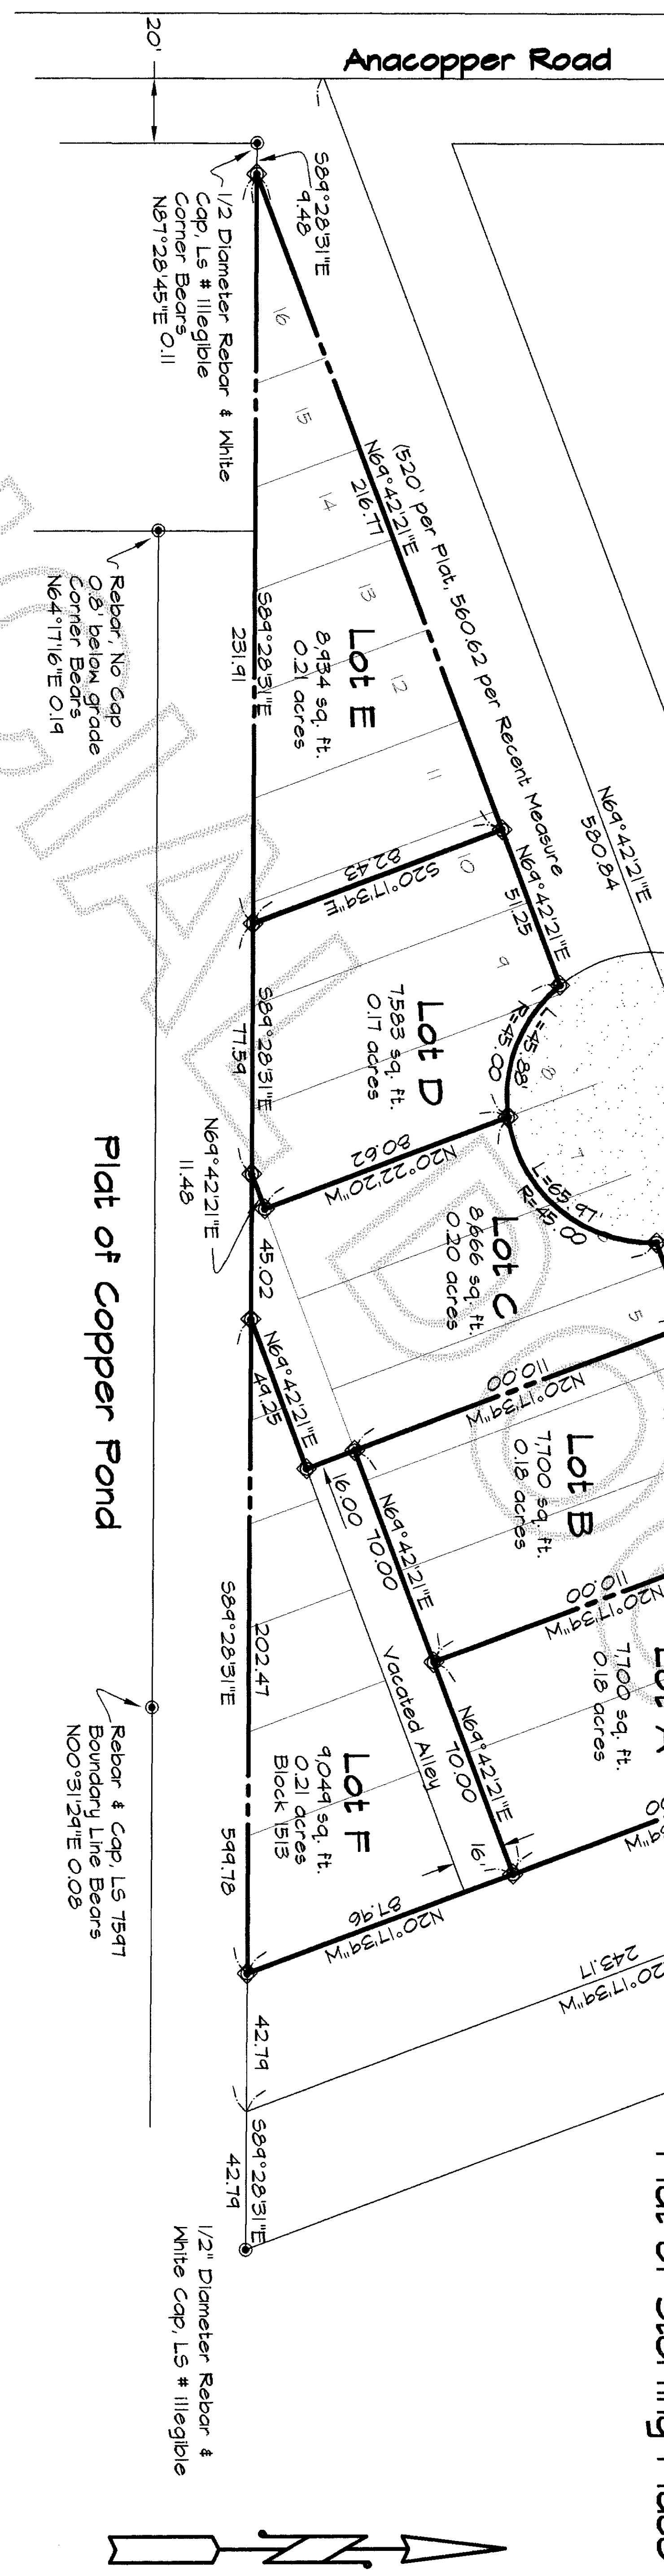 Anacopper Road
20'
S89°28'31"E
9.48
1/2 Diameter Rebar & White
Cap, Ls # illegible
Corner Bears
N87°28'45"E 0.11
16
15
14
13
12
11
10
9
8
7
5
(520' per Plat, 560.62 per Recent Measure
N69°42'21"E
216.77
N69°42'21"E
580.84
Rebar, No Cap
0.8' below grade
Corner Bears
N64°17'16"E 0.19
S89°28'31"E
231.91
Lot E
8,934 sq. ft.
0.21 acres
S20°17'39"E
82.43
N69°42'21"E
51.25
L=45.88'
R=45.00
Lot D
7,583 sq. ft.
0.17 acres
S89°28'31"E
77.59
N20°22'20"W
80.62
N69°42'21"E
11.48
L=65.97'
R=45.00
Lot C
8,666 sq. ft.
0.20 acres
45.02
N69°42'21"E
49.25
N20°17'39"W
110.00
Lot B
7,700 sq. ft.
0.18 acres
16.00
N69°42'21"E
70.00
N20°17'39"W
110.00
7,700 sq. ft.
0.18 acres
Vacated Alley
N69°42'21"E
70.00
16'
Lot F
9,049 sq. ft.
0.21 acres
Block 1513
202.47
S89°28'31"E
599.78
N20°17'39"W
87.96
243.17
20°17'39"W
Plat of Copper Pond
Rebar & Cap, LS 7597
Boundary Line Bears
N00°31'29"E 0.08
42.79
S89°28'31"E
42.79
1/2" Diameter Rebar &
White Cap, LS # illegible
N